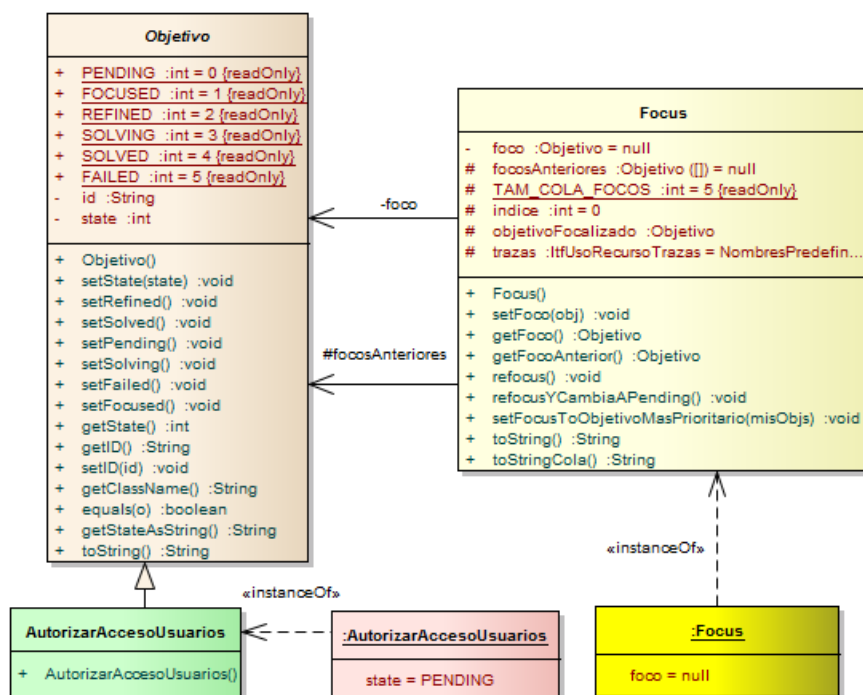 Objetivo
+ PENDING :int = 0 {readOnly}
+ FOCUSED :int = 1 {readOnly}
+ REFINED :int = 2 {readOnly}
+ SOLVING :int = 3 {readOnly}
+ SOLVED :int = 4 {readOnly}
+ FAILED :int = 5 {readOnly}
- id :String
- state :int
+ Objetivo()
+ setState(state) :void
+ setRefined() :void
+ setSolved() :void
+ setPending() :void
+ setSolving() :void
+ setFailed() :void
+ setFocused() :void
+ getState() :int
+ getID() :String
+ setID(id) :void
+ getClassName() :String
+ equals(o) :boolean
+ getStateAsString() :String
+ toString() :String
-foco
#focosAnteriores
Focus
- foco :Objetivo = null
# focosAnteriores :Objetivo ([]) = null
# TAM_COLA_FOCOS :int = 5 {readOnly}
# indice :int = 0
# objetivoFocalizado :Objetivo
# trazas :ItfUsoRecursoTrazas = NombresPredefin...
+ Focus()
+ setFoco(obj) :void
+ getFoco() :Objetivo
+ getFocoAnterior() :Objetivo
+ refocus() :void
+ refocusYCambiaAPending() :void
+ setFocusToObjetivoMasPrioritario(misObjs) :void
+ toString() :String
+ toStringCola() :String
«instanceOf»
«instanceOf»
AutorizarAccesoUsuarios
+ AutorizarAccesoUsuarios()
:AutorizarAccesoUsuarios
state = PENDING
:Focus
foco = null